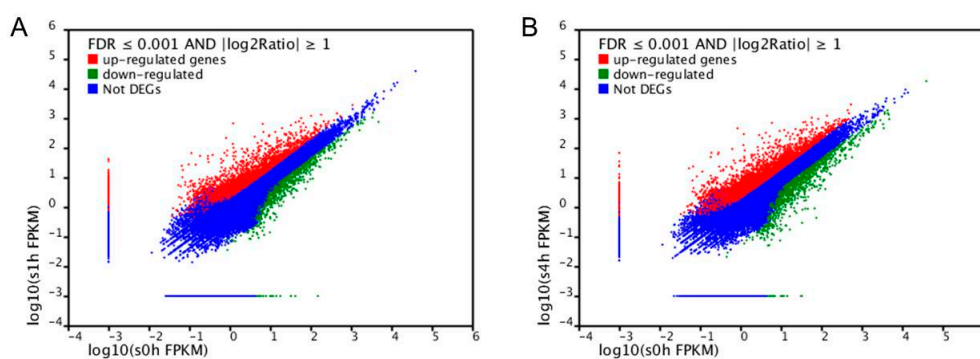 A
FDR ≤ 0.001 AND |log2Ratio| ≥ 1
up-regulated genes
down-regulated
Not DEGs
6
5
4
3
2
1
0
−1
−2
−3
−4
log10(s1h FPKM)
−4 −3 −2 −1 0 1 2 3 4 5 6
log10(s0h FPKM)
B
FDR ≤ 0.001 AND |log2Ratio| ≥ 1
up-regulated genes
down-regulated
Not DEGs
6
5
4
3
2
1
0
−1
−2
−3
−4
log10(s4h FPKM)
−4 −3 −2 −1 0 1 2 3 4 5
log10(s0h FPKM)